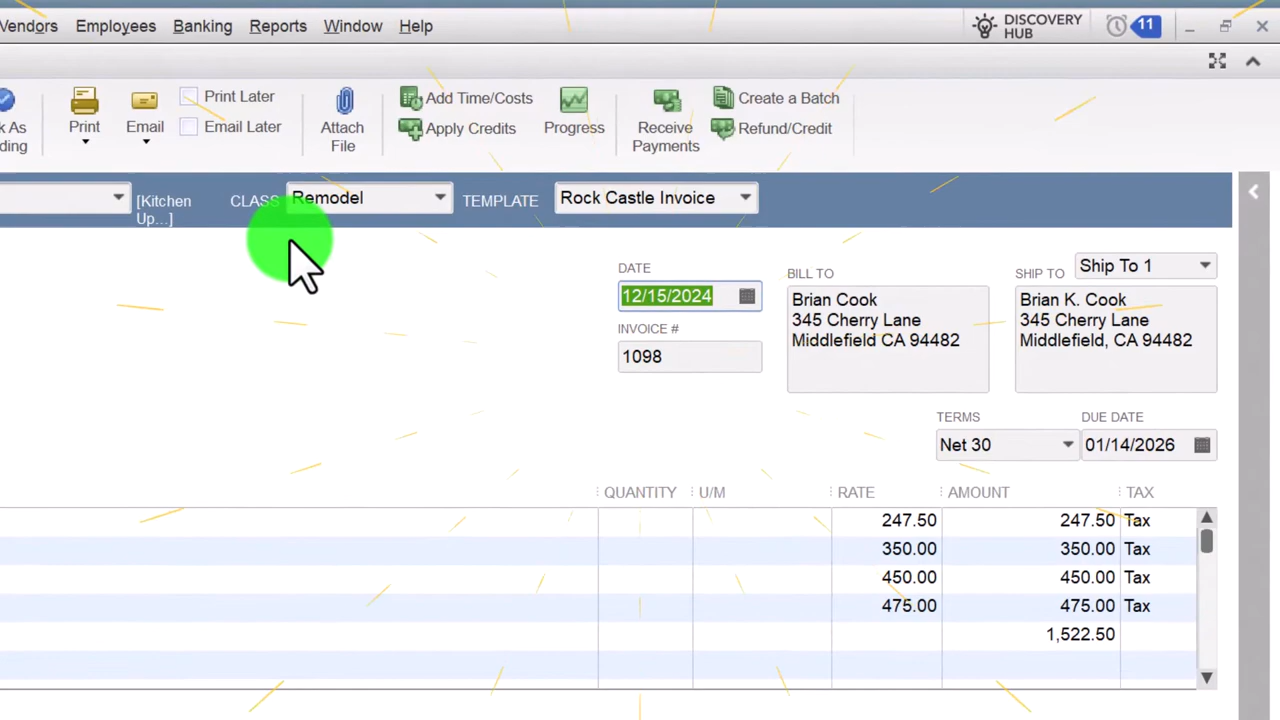 Vendors Employees Banking Reports Window Help
DISCOVERY
HUB
11
Print Later
Email Later
Print
Email
Attach
File
Add Time/Costs
Apply Credits
Progress
Receive
Payments
Create a Batch
Refund/Credit
k As
ding
[Kitchen
Up...]
CLASS Remodel
TEMPLATE Rock Castle Invoice
DATE
12/15/2024
INVOICE #
1098
BILL TO
Brian Cook
345 Cherry Lane
Middlefield CA 94482
SHIP TO Ship To 1
Brian K. Cook
345 Cherry Lane
Middlefield, CA 94482
TERMS
Net 30
DUE DATE
01/14/2026
QUANTITY U/M RATE AMOUNT TAX
247.50 247.50 Tax
350.00 350.00 Tax
450.00 450.00 Tax
475.00 475.00 Tax
1,522.50